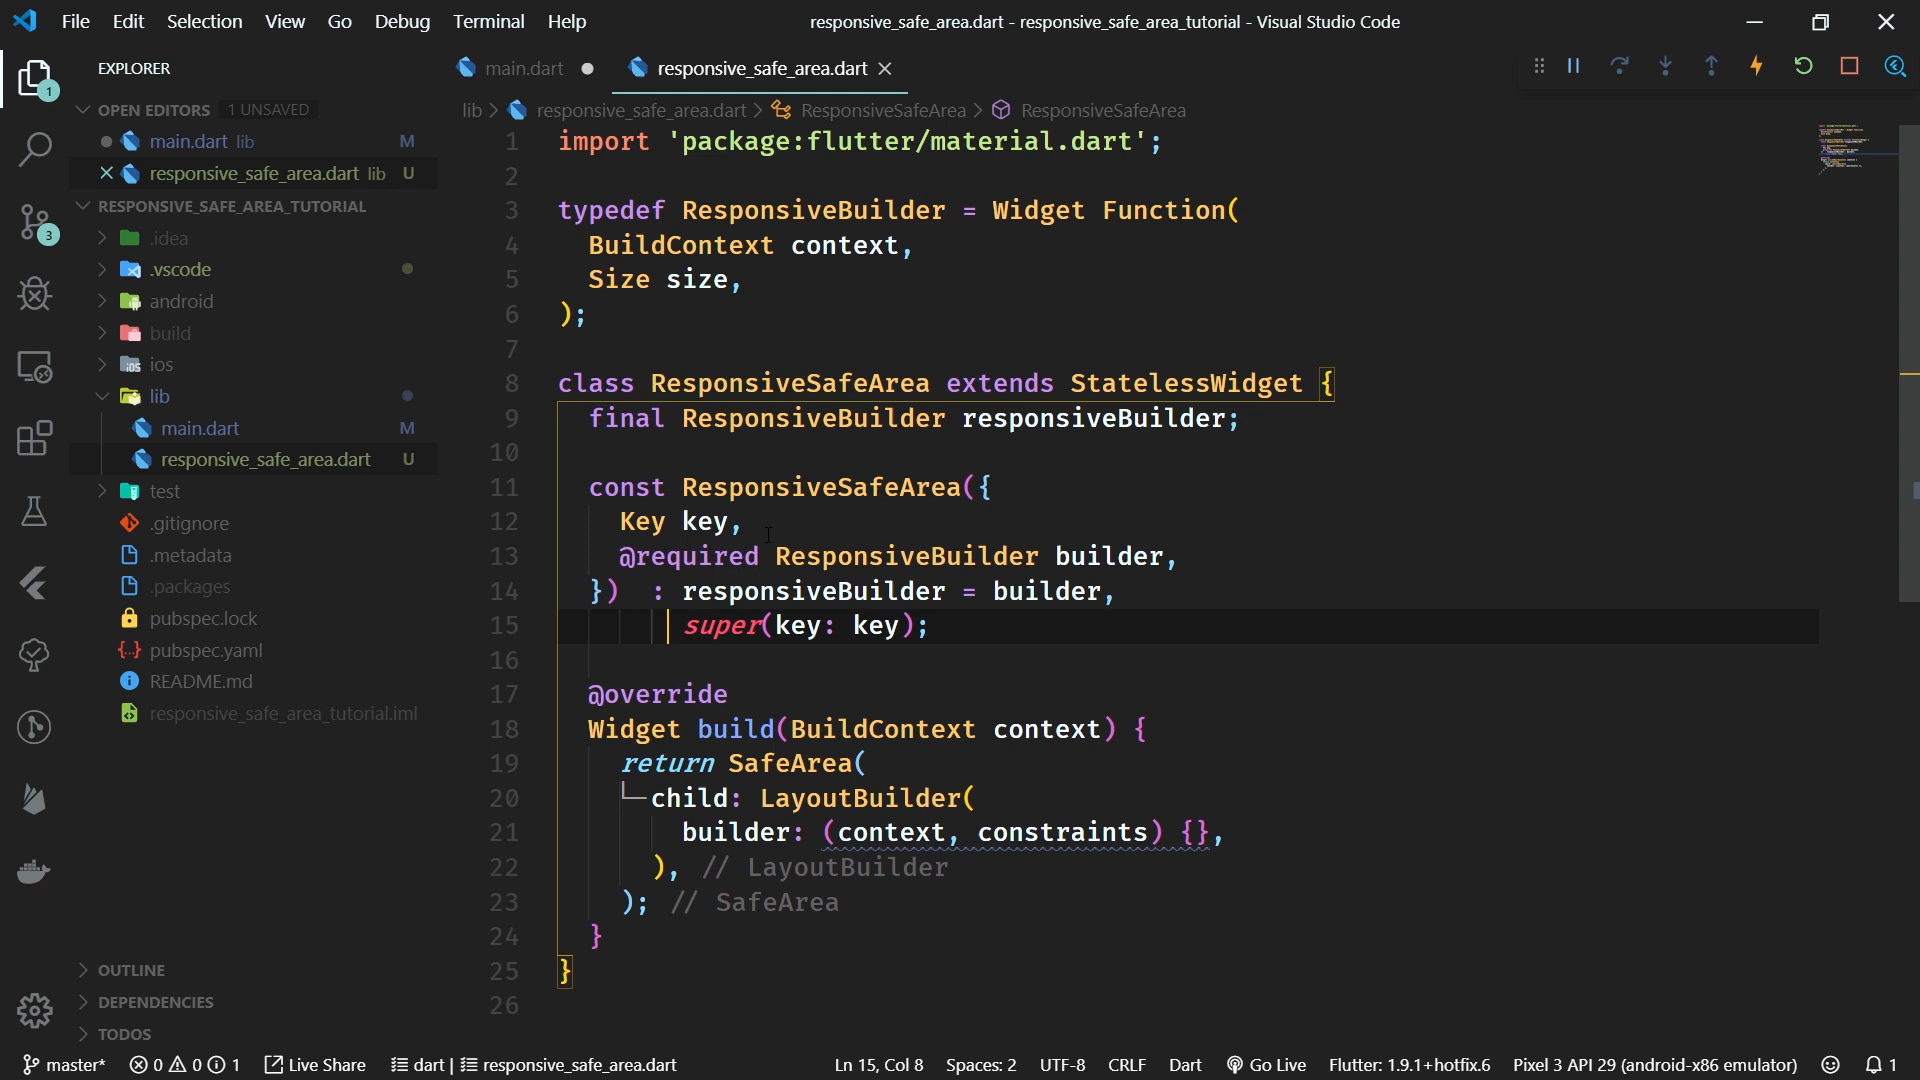 File Edit Selection View Go Debug Terminal Help
responsive_safe_area.dart - responsive_safe_area_tutorial - Visual Studio Code
EXPLORER
1
OPEN EDITORS 1 UNSAVED
main.dart lib M
responsive_safe_area.dart lib U
RESPONSIVE_SAFE_AREA_TUTORIAL
.idea
3
.vscode
android
build
ios
lib
main.dart M
responsive_safe_area.dart U
test
.gitignore
.metadata
.packages
pubspec.lock
pubspec.yaml
README.md
responsive_safe_area_tutorial.iml
OUTLINE
DEPENDENCIES
TODOS
main.dart
responsive_safe_area.dart
lib > responsive_safe_area.dart > ResponsiveSafeArea > ResponsiveSafeArea
1 import 'package:flutter/material.dart';
2
3 typedef ResponsiveBuilder = Widget Function(
4 BuildContext context,
5 Size size,
6 );
7
8 class ResponsiveSafeArea extends StatelessWidget {
9 final ResponsiveBuilder responsiveBuilder;
10
11 const ResponsiveSafeArea({
12 Key key,
13 @required ResponsiveBuilder builder,
14 }) : responsiveBuilder = builder,
15 super(key: key);
16
17 @override
18 Widget build(BuildContext context) {
19 return SafeArea(
20 child: LayoutBuilder(
21 builder: (context, constraints) {},
22 ), // LayoutBuilder
23 ); // SafeArea
24 }
25 }
26
master* 0 0 1 Live Share dart | responsive_safe_area.dart Ln 15, Col 8 Spaces: 2 UTF-8 CRLF Dart Go Live Flutter: 1.9.1+hotfix.6 Pixel 3 API 29 (android-x86 emulator) 1